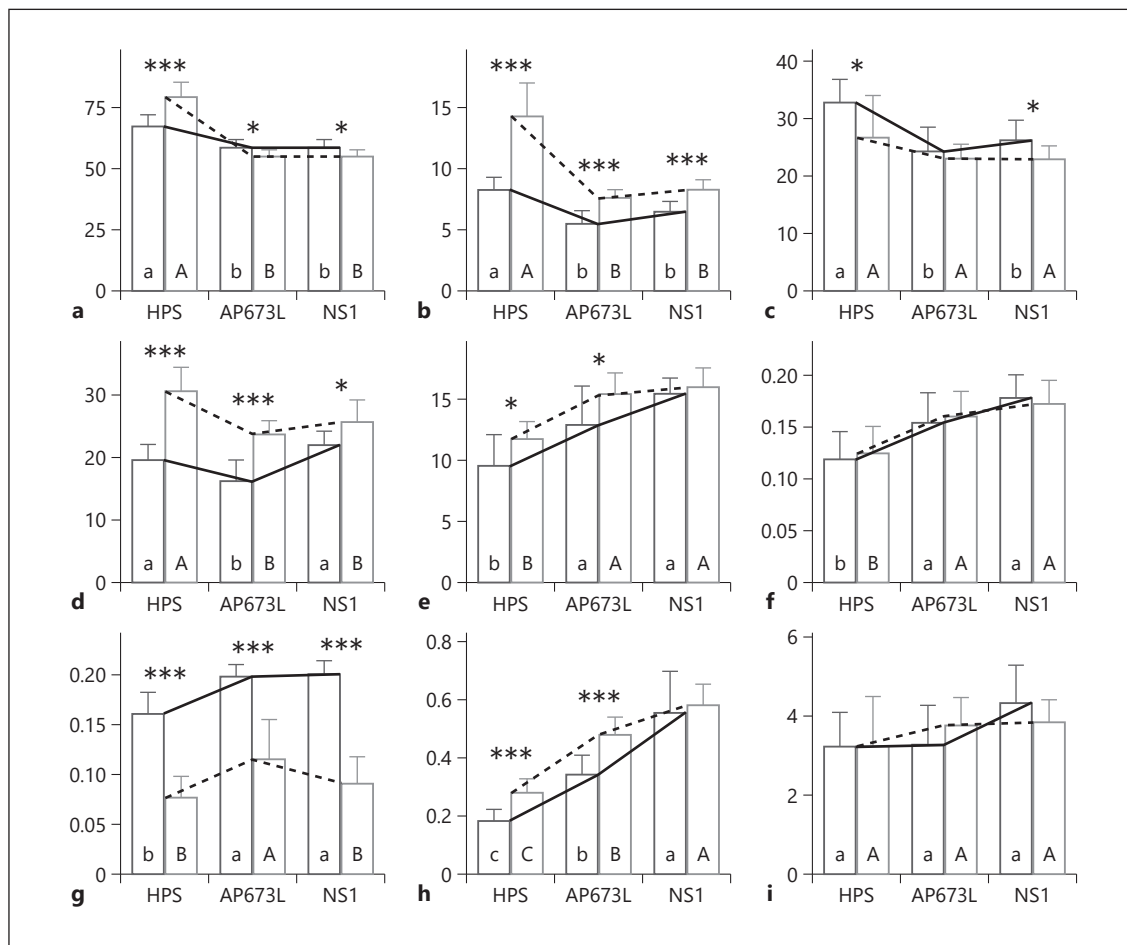 *** * *
75
50
25
0
a A b B b B
a HPS AP673L NS1
*** *** ***
15
10
5
0
a A b B b B
b HPS AP673L NS1
* *
40
30
20
10
0
a A b A b A
c HPS AP673L NS1
*** *** *
30
20
10
0
a A b B a B
d HPS AP673L NS1
* *
15
10
5
0
b B a A a A
e HPS AP673L NS1
0.20
0.15
0.10
0.05
0
b B a A a A
f HPS AP673L NS1
*** *** ***
0.20
0.15
0.10
0.05
0
b B a A a B
g HPS AP673L NS1
*** ***
0.8
0.6
0.4
0.2
0
c C b B a A
h HPS AP673L NS1
6
4
2
0
a A a A a A
i HPS AP673L NS1